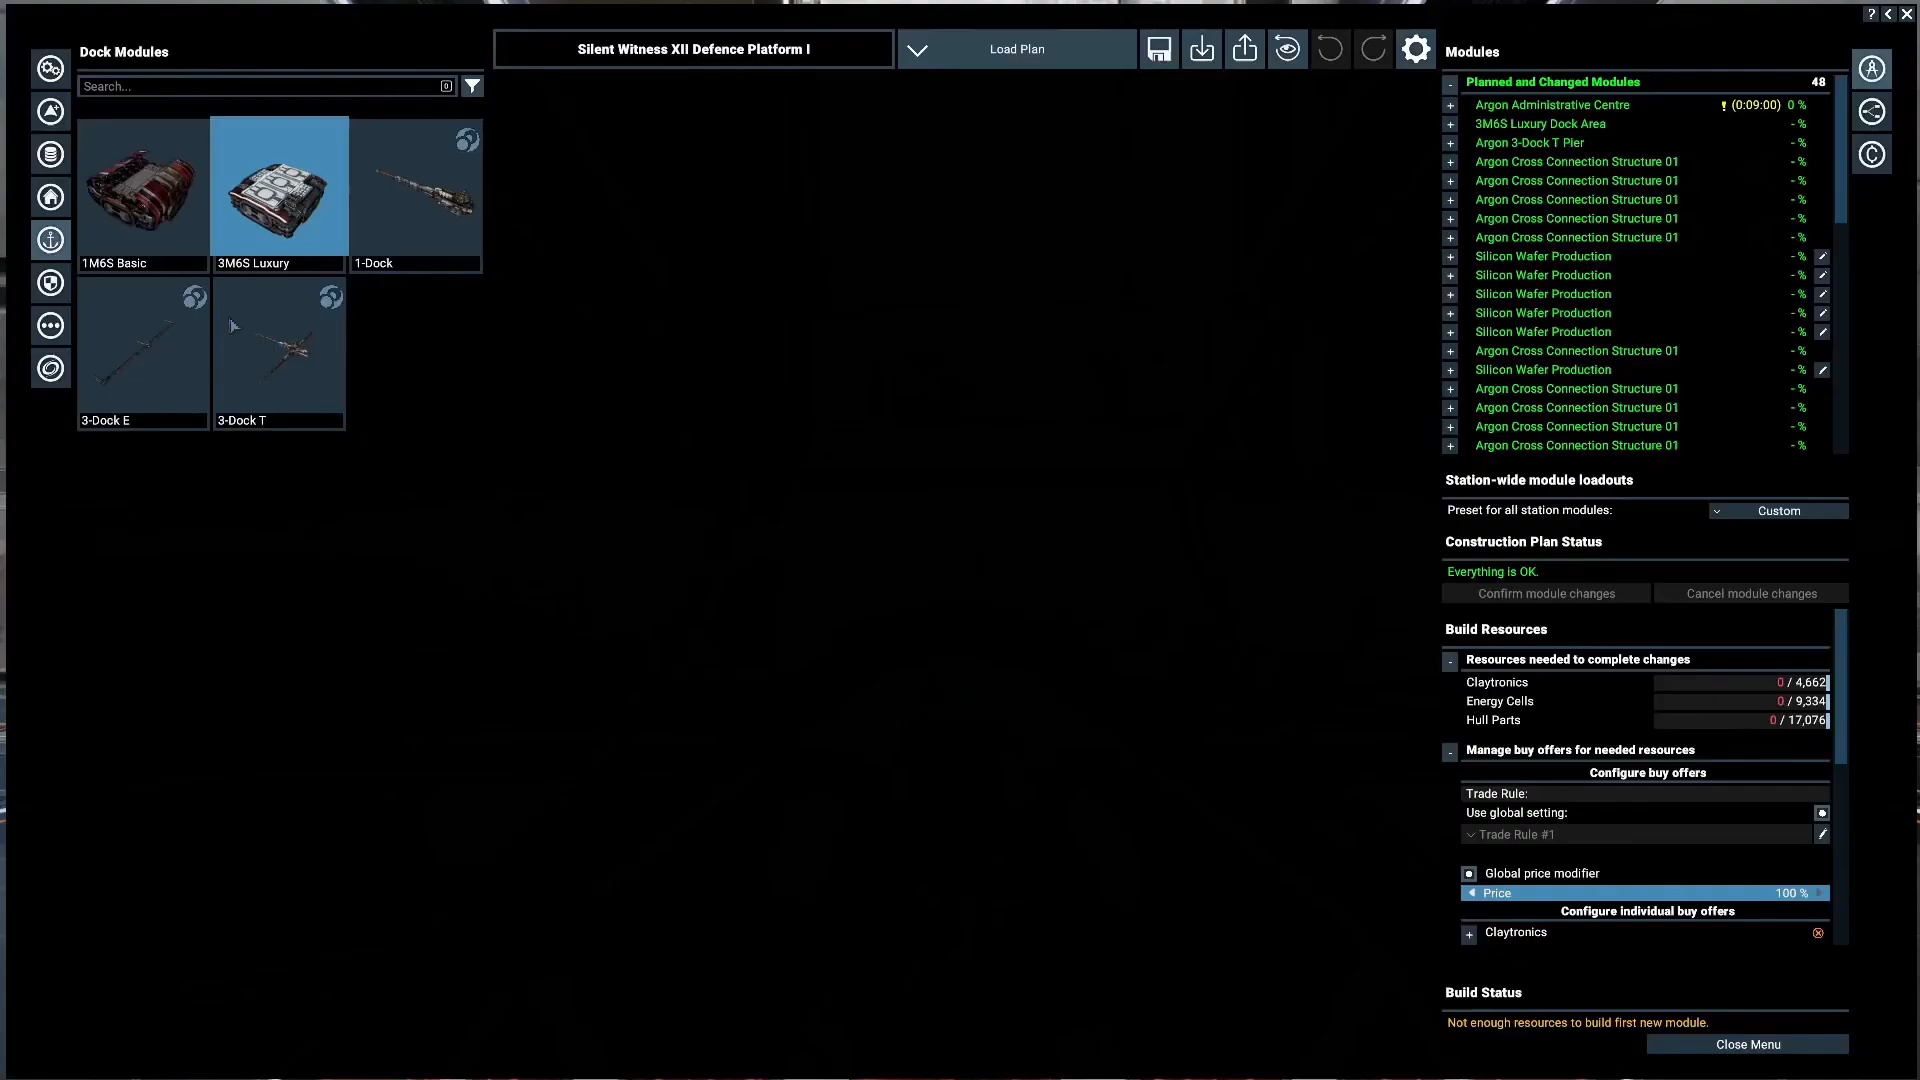 ? < X
Dock Modules
Search... 0
1M6S Basic
3M6S Luxury
1-Dock
3-Dock E
3-Dock T
Silent Witness XII Defence Platform I
Load Plan
Modules
- Planned and Changed Modules 48
+ Argon Administrative Centre ! (0:09:00) 0 %
+ 3M6S Luxury Dock Area - %
+ Argon 3-Dock T Pier - %
+ Argon Cross Connection Structure 01 - %
+ Argon Cross Connection Structure 01 - %
+ Argon Cross Connection Structure 01 - %
+ Argon Cross Connection Structure 01 - %
+ Argon Cross Connection Structure 01 - %
+ Silicon Wafer Production - %
+ Silicon Wafer Production - %
+ Silicon Wafer Production - %
+ Silicon Wafer Production - %
+ Silicon Wafer Production - %
+ Argon Cross Connection Structure 01 - %
+ Silicon Wafer Production - %
+ Argon Cross Connection Structure 01 - %
+ Argon Cross Connection Structure 01 - %
+ Argon Cross Connection Structure 01 - %
+ Argon Cross Connection Structure 01 - %
Station-wide module loadouts
Preset for all station modules: Custom
Construction Plan Status
Everything is OK.
Confirm module changes Cancel module changes
Build Resources
- Resources needed to complete changes
Claytronics 0 / 4,662
Energy Cells 0 / 9,334
Hull Parts 0 / 17,076
- Manage buy offers for needed resources
Configure buy offers
Trade Rule:
Use global setting:
Trade Rule #1
Global price modifier
Price 100 %
Configure individual buy offers
+ Claytronics
Build Status
Not enough resources to build first new module.
Close Menu